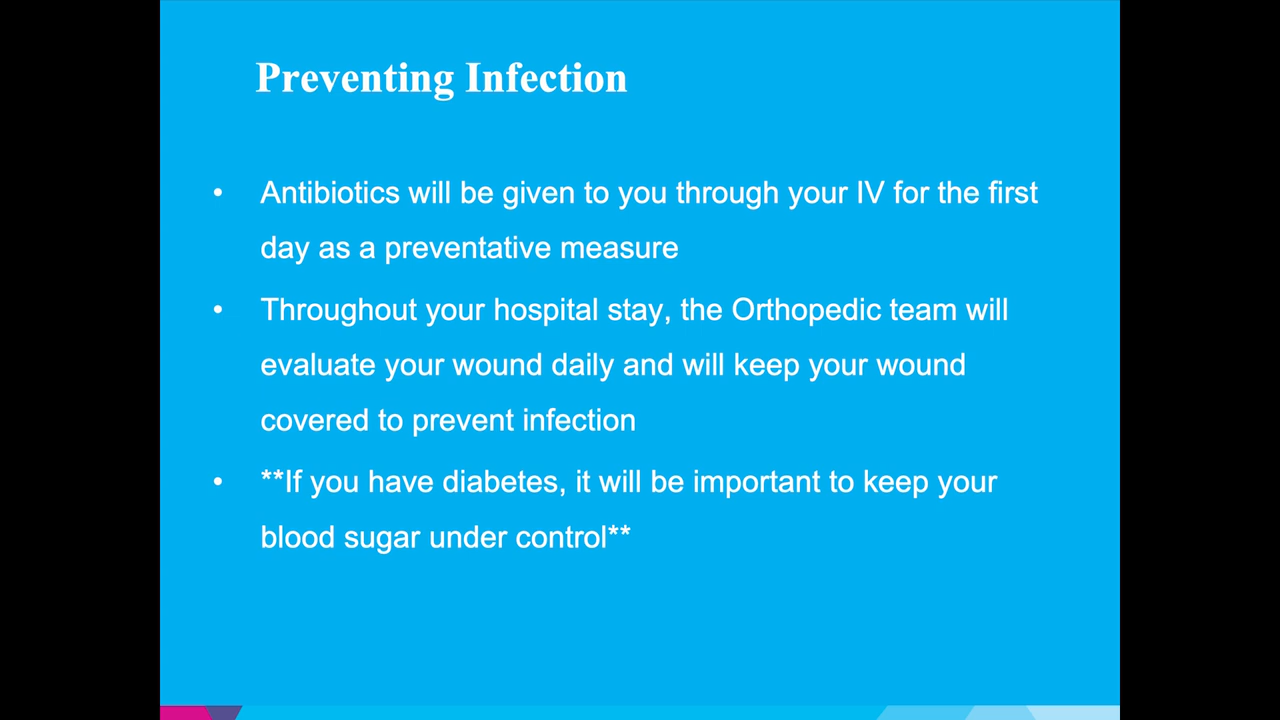 Preventing Infection
• Antibiotics will be given to you through your IV for the first
day as a preventative measure
• Throughout your hospital stay, the Orthopedic team will
evaluate your wound daily and will keep your wound
covered to prevent infection
• **If you have diabetes, it will be important to keep your
blood sugar under control**